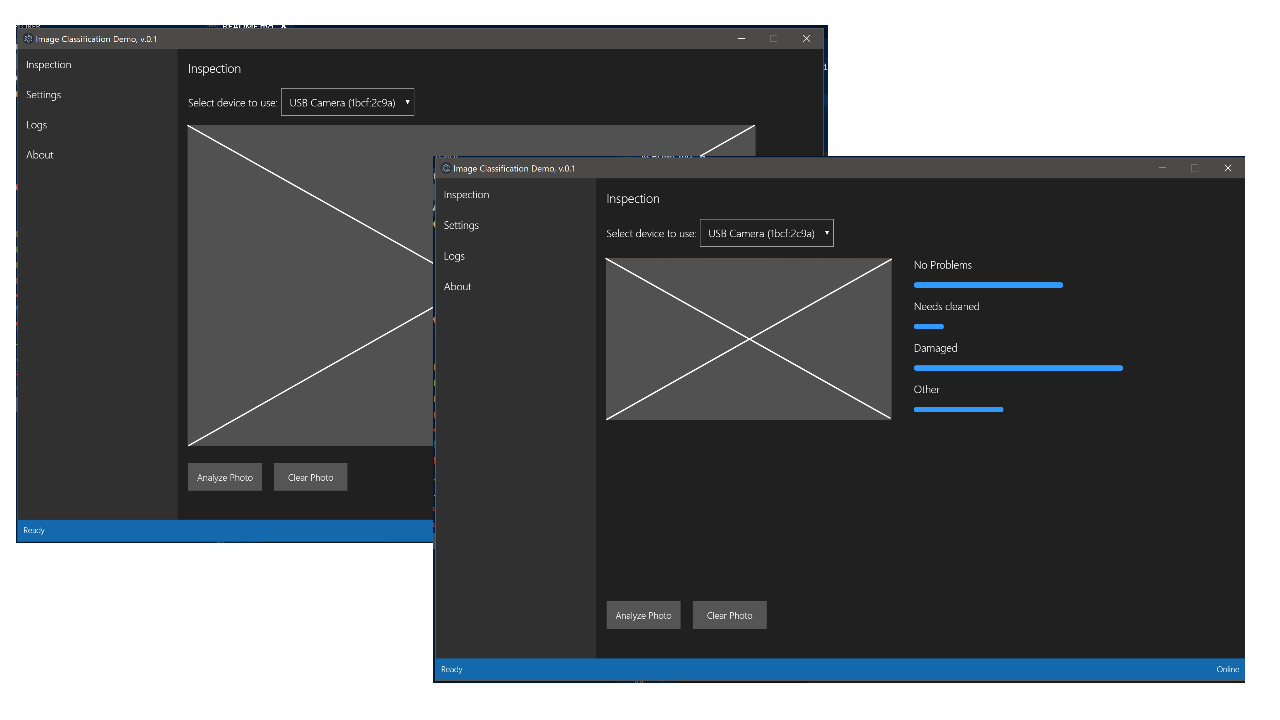 README.md
Image Classification Demo, v.0.1
Inspection
Settings
Logs
About
Inspection
Select device to use: USB Camera (1bcf:2c9a)
Analyze Photo Clear Photo
Ready
Image Classification Demo, v.0.1
Inspection
Settings
Logs
About
Inspection
Select device to use: USB Camera (1bcf:2c9a)
No Problems
Needs cleaned
Damaged
Other
Analyze Photo Clear Photo
Ready
Online